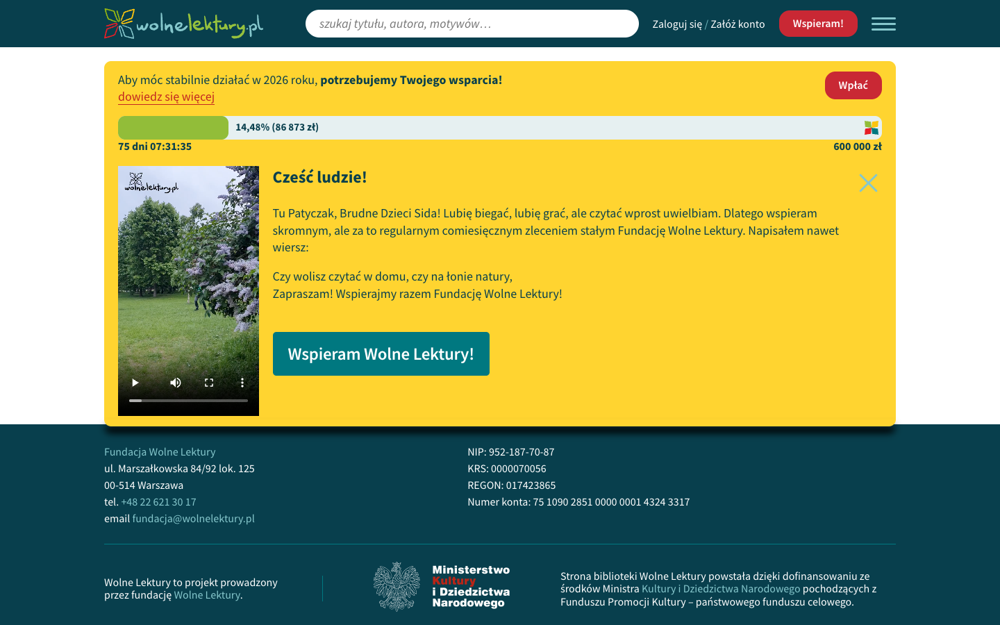 wolnelektury.pl
szukaj tytułu, autora, motywów…
Zaloguj się / Załóż konto
Wspieram!
Aby móc stabilnie działać w 2026 roku, potrzebujemy Twojego wsparcia!
dowiedz się więcej
Wpłać
14,48% (86 873 zł)
75 dni 07:31:35
600 000 zł
wolnelektury.pl
Cześć ludzie!
Tu Patyczak, Brudne Dzieci Sida! Lubię biegać, lubię grać, ale czytać wprost uwielbiam. Dlatego wspieram
skromnym, ale za to regularnym comiesięcznym zleceniem stałym Fundację Wolne Lektury. Napisałem nawet
wiersz:
Czy wolisz czytać w domu, czy na łonie natury,
Zapraszam! Wspierajmy razem Fundację Wolne Lektury!
Wspieram Wolne Lektury!
Fundacja Wolne Lektury
ul. Marszałkowska 84/92 lok. 125
00-514 Warszawa
tel. +48 22 621 30 17
email fundacja@wolnelektury.pl
NIP: 952-187-70-87
KRS: 0000070056
REGON: 017423865
Numer konta: 75 1090 2851 0000 0001 4324 3317
Wolne Lektury to projekt prowadzony
przez fundację Wolne Lektury.
Ministerstwo
Kultury
i Dziedzictwa
Narodowego
Strona biblioteki Wolne Lektury powstała dzięki dofinansowaniu ze
środków Ministra Kultury i Dziedzictwa Narodowego pochodzących z
Funduszu Promocji Kultury – państwowego funduszu celowego.